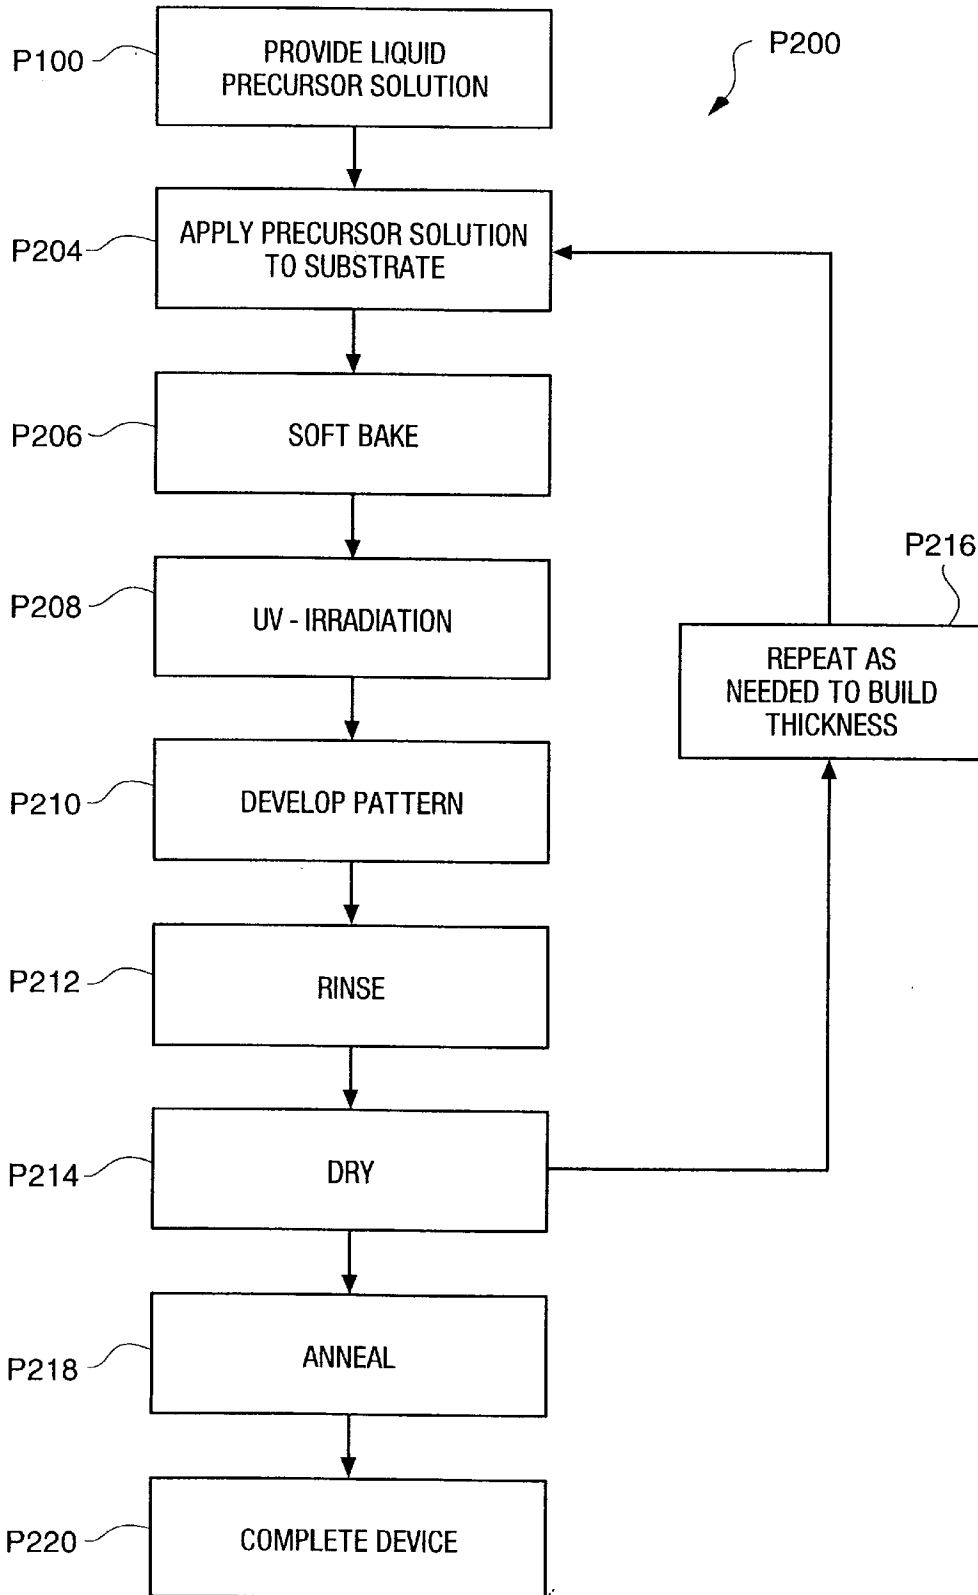 P100
PROVIDE LIQUID
PRECURSOR SOLUTION
P200
P204
APPLY PRECURSOR SOLUTION
TO SUBSTRATE
P206
SOFT BAKE
P208
UV - IRRADIATION
P216
REPEAT AS
NEEDED TO BUILD
THICKNESS
P210
DEVELOP PATTERN
P212
RINSE
P214
DRY
P218
ANNEAL
P220
COMPLETE DEVICE